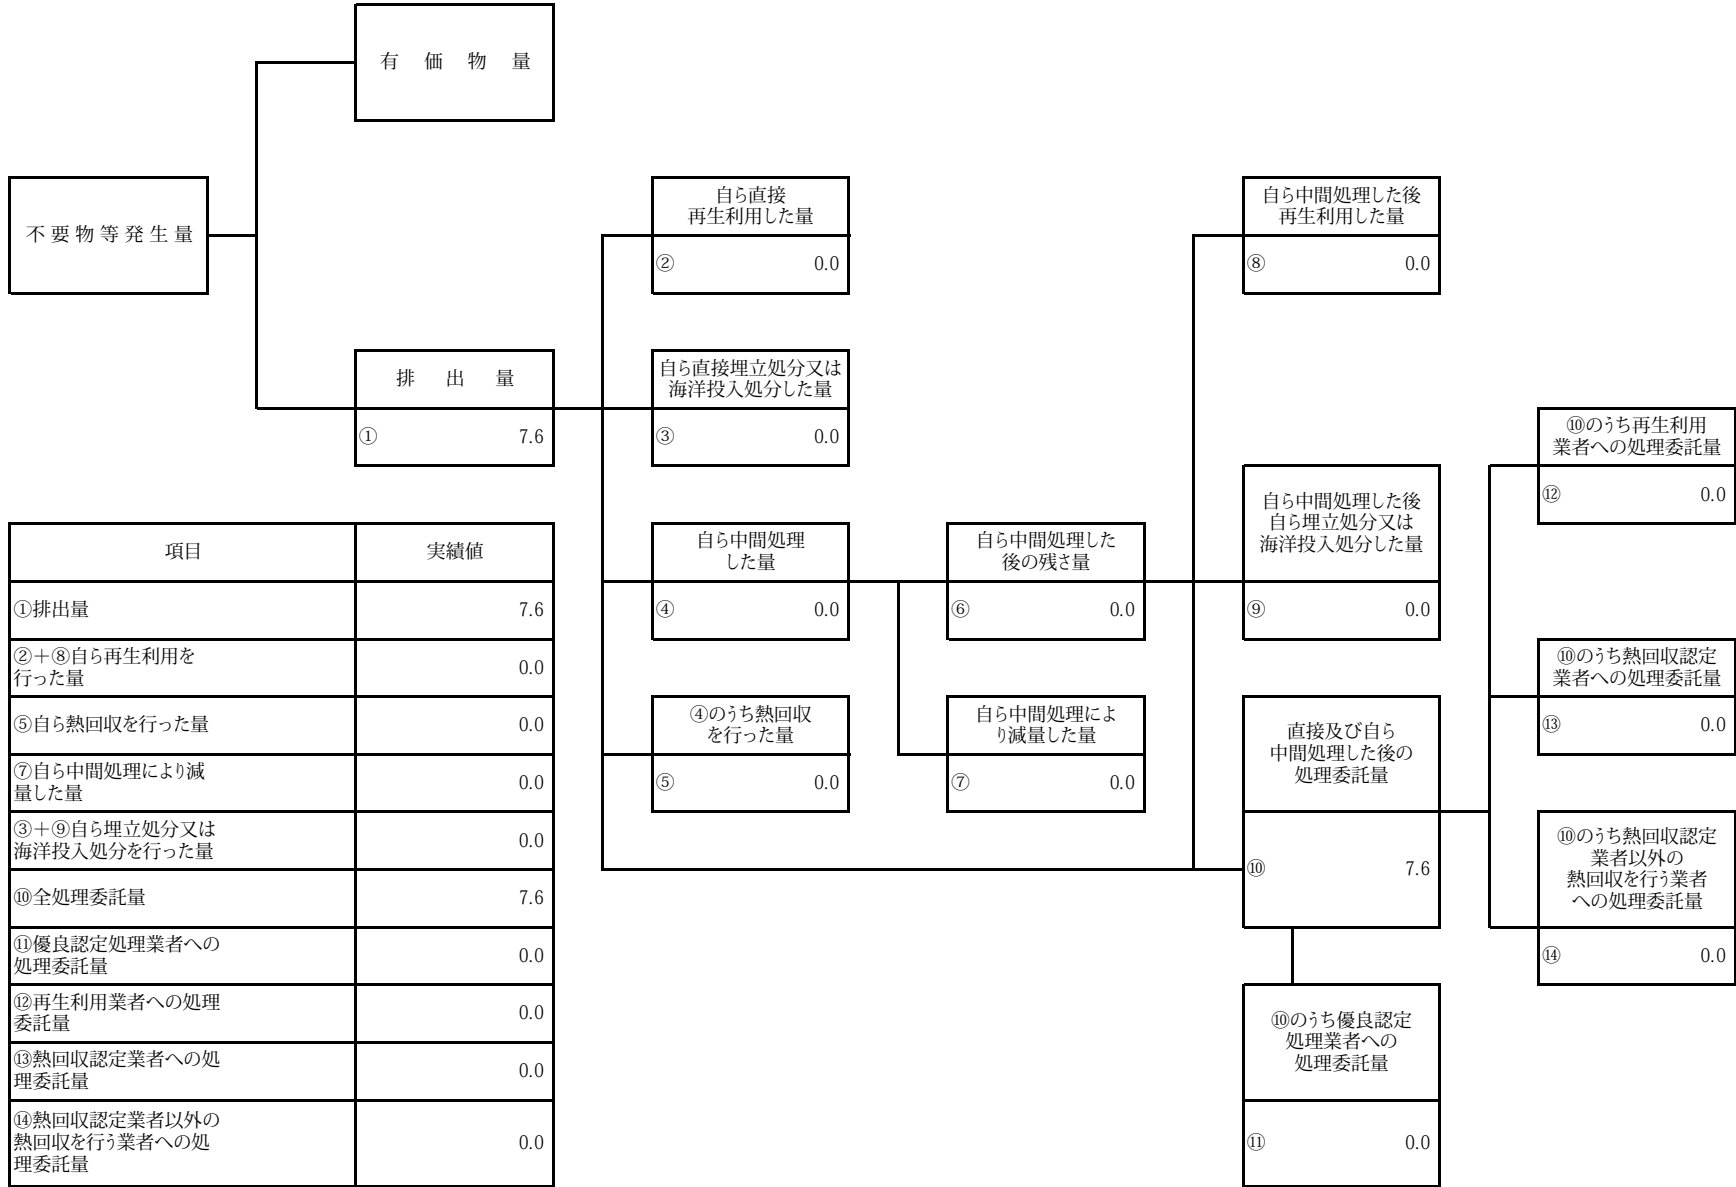 有価物量
不要物等発生量
排出量
① 7.6
自ら直接
再生利用した量
② 0.0
自ら直接埋立処分又は
海洋投入処分した量
③ 0.0
自ら中間処理
した量
④ 0.0
④のうち熱回収
を行った量
⑤ 0.0
自ら中間処理した
後の残さ量
⑥ 0.0
自ら中間処理によ
り減量した量
⑦ 0.0
自ら中間処理した後
再生利用した量
⑧ 0.0
自ら中間処理した後
自ら埋立処分又は
海洋投入処分した量
⑨ 0.0
直接及び自ら
中間処理した後の
処理委託量
⑩ 7.6
⑩のうち優良認定
処理業者への
処理委託量
⑪ 0.0
⑩のうち再生利用
業者への処理委託量
⑫ 0.0
⑩のうち熱回収認定
業者への処理委託量
⑬ 0.0
⑩のうち熱回収認定
業者以外の
熱回収を行う業者
への処理委託量
⑭ 0.0
項目 実績値
①排出量 7.6
②＋⑧自ら再生利用を
行った量 0.0
⑤自ら熱回収を行った量 0.0
⑦自ら中間処理により減
量した量 0.0
③＋⑨自ら埋立処分又は
海洋投入処分を行った量 0.0
⑩全処理委託量 7.6
⑪優良認定処理業者への
処理委託量 0.0
⑫再生利用業者への処理
委託量 0.0
⑬熱回収認定業者への処
理委託量 0.0
⑭熱回収認定業者以外の
熱回収を行う業者への処
理委託量 0.0